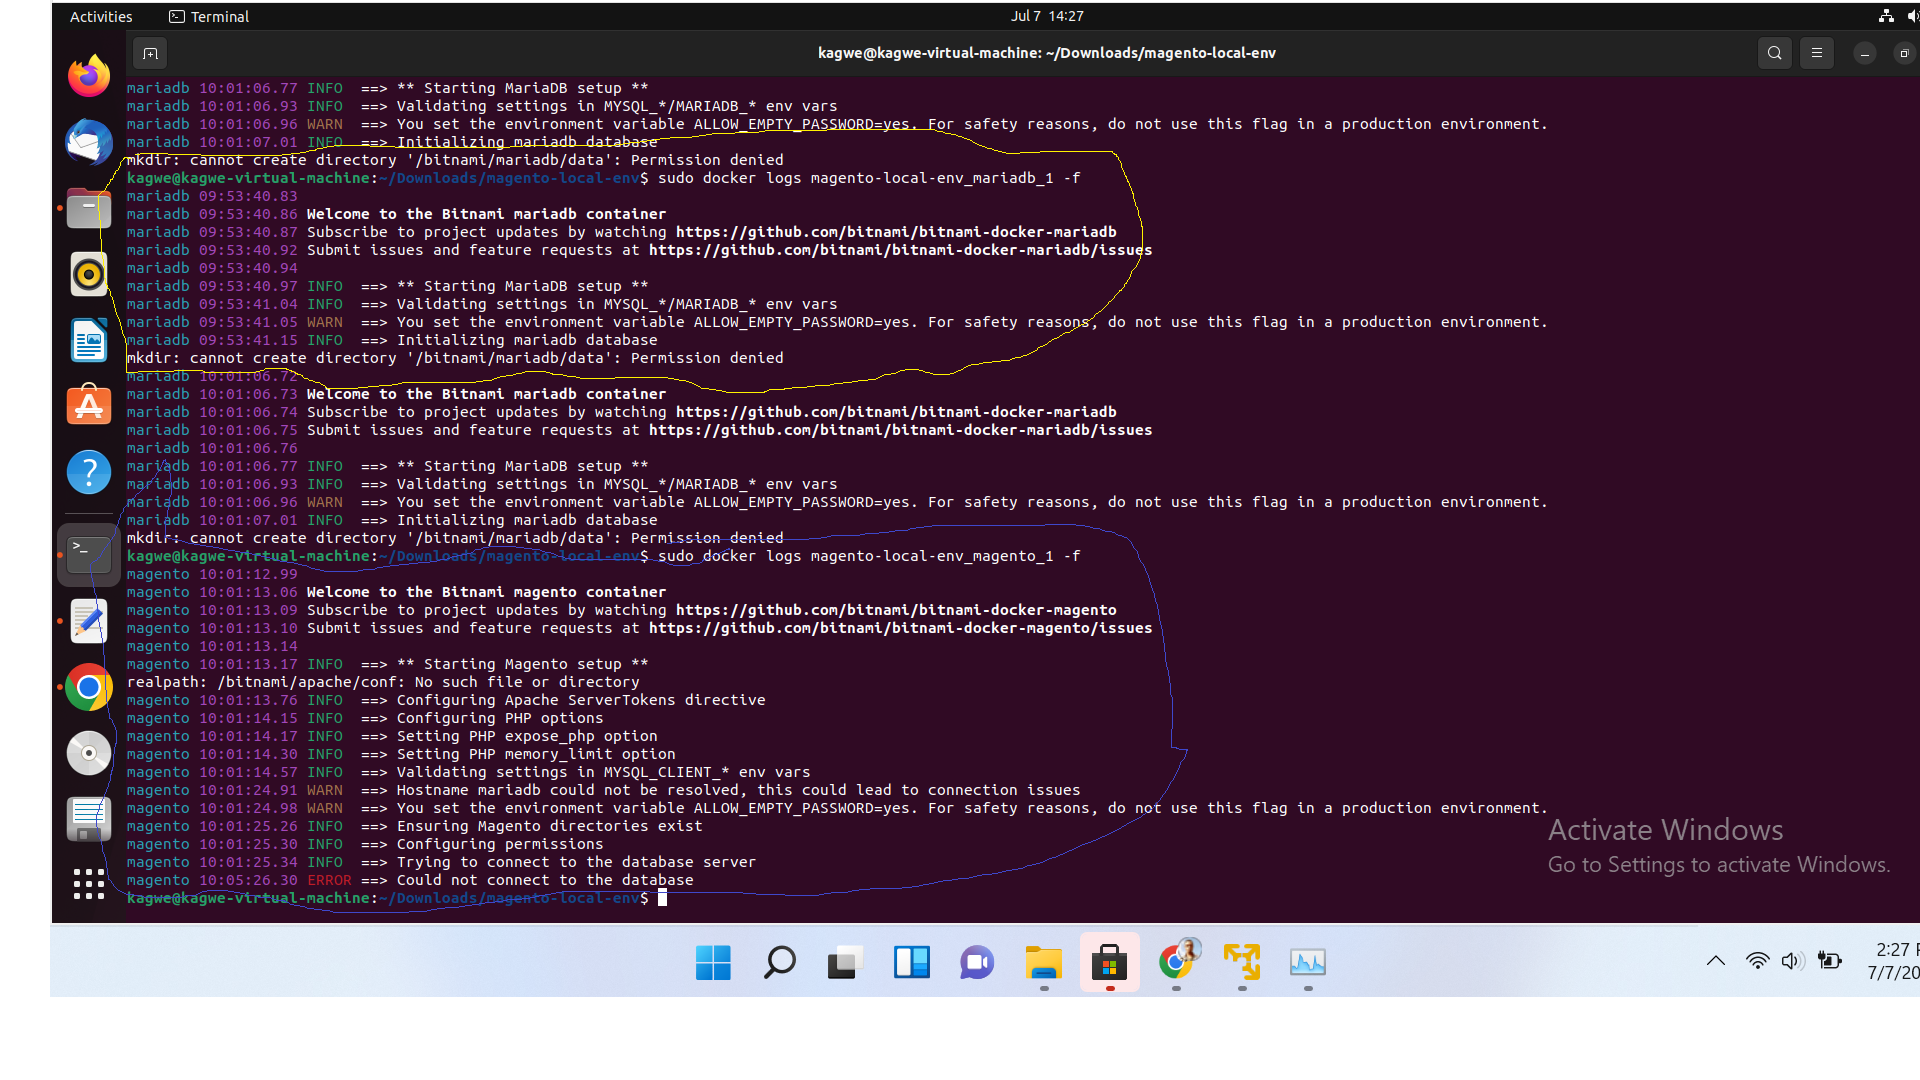 Activities Terminal Jul 7 14:27
kagwe@kagwe-virtual-machine: ~/Downloads/magento-local-env
mariadb 10:01:06.77 INFO ==> ** Starting MariaDB setup **
mariadb 10:01:06.93 INFO ==> Validating settings in MYSQL_*/MARIADB_* env vars
mariadb 10:01:06.96 WARN ==> You set the environment variable ALLOW_EMPTY_PASSWORD=yes. For safety reasons, do not use this flag in a production environment.
mariadb 10:01:07.01 INFO ==> Initializing mariadb database
mkdir: cannot create directory '/bitnami/mariadb/data': Permission denied
kagwe@kagwe-virtual-machine:~/Downloads/magento-local-env$ sudo docker logs magento-local-env_mariadb_1 -f
mariadb 09:53:40.83
mariadb 09:53:40.86 Welcome to the Bitnami mariadb container
mariadb 09:53:40.87 Subscribe to project updates by watching https://github.com/bitnami/bitnami-docker-mariadb
mariadb 09:53:40.92 Submit issues and feature requests at https://github.com/bitnami/bitnami-docker-mariadb/issues
mariadb 09:53:40.94
mariadb 09:53:40.97 INFO ==> ** Starting MariaDB setup **
mariadb 09:53:41.04 INFO ==> Validating settings in MYSQL_*/MARIADB_* env vars
mariadb 09:53:41.05 WARN ==> You set the environment variable ALLOW_EMPTY_PASSWORD=yes. For safety reasons, do not use this flag in a production environment.
mariadb 09:53:41.15 INFO ==> Initializing mariadb database
mkdir: cannot create directory '/bitnami/mariadb/data': Permission denied
mariadb 10:01:06.72
mariadb 10:01:06.73 Welcome to the Bitnami mariadb container
mariadb 10:01:06.74 Subscribe to project updates by watching https://github.com/bitnami/bitnami-docker-mariadb
mariadb 10:01:06.75 Submit issues and feature requests at https://github.com/bitnami/bitnami-docker-mariadb/issues
mariadb 10:01:06.76
mariadb 10:01:06.77 INFO ==> ** Starting MariaDB setup **
mariadb 10:01:06.93 INFO ==> Validating settings in MYSQL_*/MARIADB_* env vars
mariadb 10:01:06.96 WARN ==> You set the environment variable ALLOW_EMPTY_PASSWORD=yes. For safety reasons, do not use this flag in a production environment.
mariadb 10:01:07.01 INFO ==> Initializing mariadb database
mkdir: cannot create directory '/bitnami/mariadb/data': Permission denied
kagwe@kagwe-virtual-machine:~/Downloads/magento-local-env$ sudo docker logs magento-local-env_magento_1 -f
magento 10:01:12.99
magento 10:01:13.06 Welcome to the Bitnami magento container
magento 10:01:13.09 Subscribe to project updates by watching https://github.com/bitnami/bitnami-docker-magento
magento 10:01:13.10 Submit issues and feature requests at https://github.com/bitnami/bitnami-docker-magento/issues
magento 10:01:13.14
magento 10:01:13.17 INFO ==> ** Starting Magento setup **
realpath: /bitnami/apache/conf: No such file or directory
magento 10:01:13.76 INFO ==> Configuring Apache ServerTokens directive
magento 10:01:14.15 INFO ==> Configuring PHP options
magento 10:01:14.17 INFO ==> Setting PHP expose_php option
magento 10:01:14.30 INFO ==> Setting PHP memory_limit option
magento 10:01:14.57 INFO ==> Validating settings in MYSQL_CLIENT_* env vars
magento 10:01:24.91 WARN ==> Hostname mariadb could not be resolved, this could lead to connection issues
magento 10:01:24.98 WARN ==> You set the environment variable ALLOW_EMPTY_PASSWORD=yes. For safety reasons, do not use this flag in a production environment.
magento 10:01:25.26 INFO ==> Ensuring Magento directories exist
magento 10:01:25.30 INFO ==> Configuring permissions
magento 10:01:25.34 INFO ==> Trying to connect to the database server
magento 10:05:26.30 ERROR ==> Could not connect to the database
kagwe@kagwe-virtual-machine:~/Downloads/magento-local-env$
Activate Windows
Go to Settings to activate Windows.
2:27 P
7/7/20